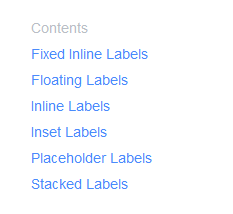 Contents
Fixed Inline Labels
Floating Labels
Inline Labels
Inset Labels
Placeholder Labels
Stacked Labels